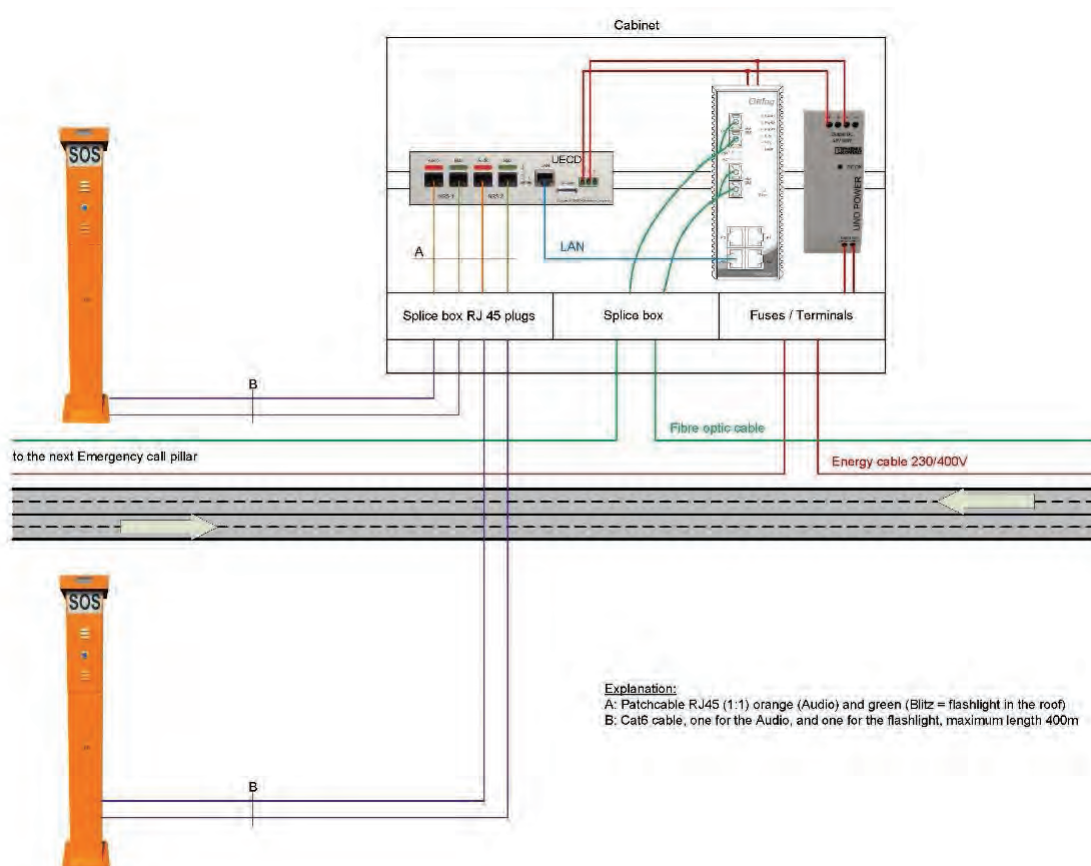 Cabinet
SOS
UECD
LAN
A
UNO POWER
Splice box RJ 45 plugs
Splice box
Fuses / Terminals
B
Fibre optic cable
to the next Emergency call pillar
Energy cable 230/400V
SOS
Explanation:
A: Patchcable RJ45 (1:1) orange (Audio) and green (Blitz = flashlight in the roof)
B: Cat6 cable, one for the Audio, and one for the flashlight, maximum length 400m
B